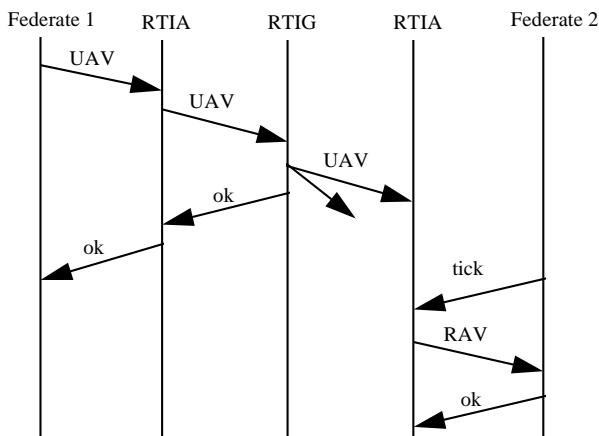 Federate 1
RTIA
RTIG
RTIA
Federate 2
UAV
UAV
UAV
ok
ok
tick
RAV
ok